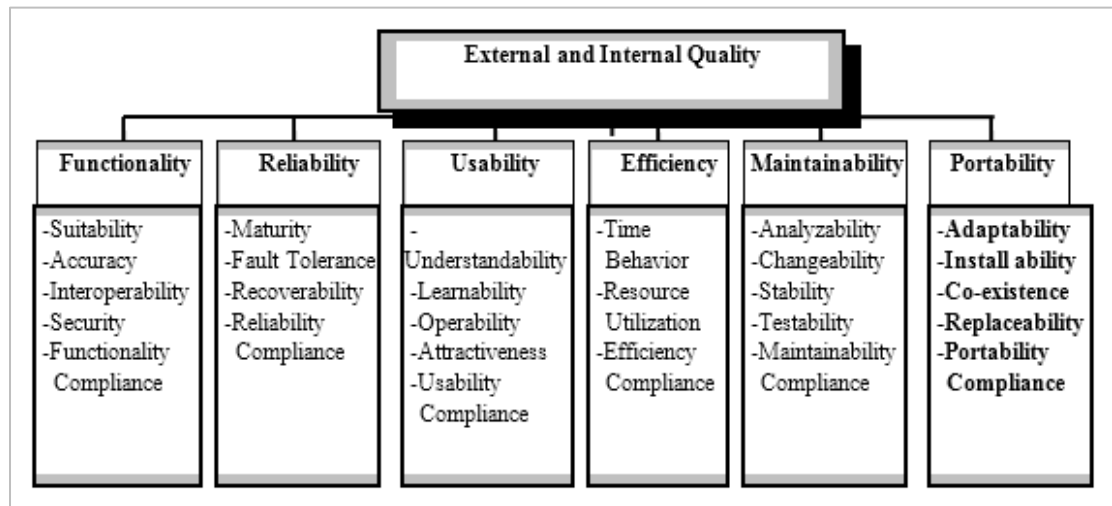 External and Internal Quality
Functionality
-Suitability
-Accuracy
-Interoperability
-Security
-Functionality
Compliance
Reliability
-Maturity
-Fault Tolerance
-Recoverability
-Reliability
Compliance
Usability
-
Understandability
-Learnability
-Operability
-Attractiveness
-Usability
Compliance
Efficiency
-Time
Behavior
-Resource
Utilization
-Efficiency
Compliance
Maintainability
-Analyzability
-Changeability
-Stability
-Testability
-Maintainability
Compliance
Portability
-Adaptability
-Install ability
-Co-existence
-Replaceability
-Portability
Compliance